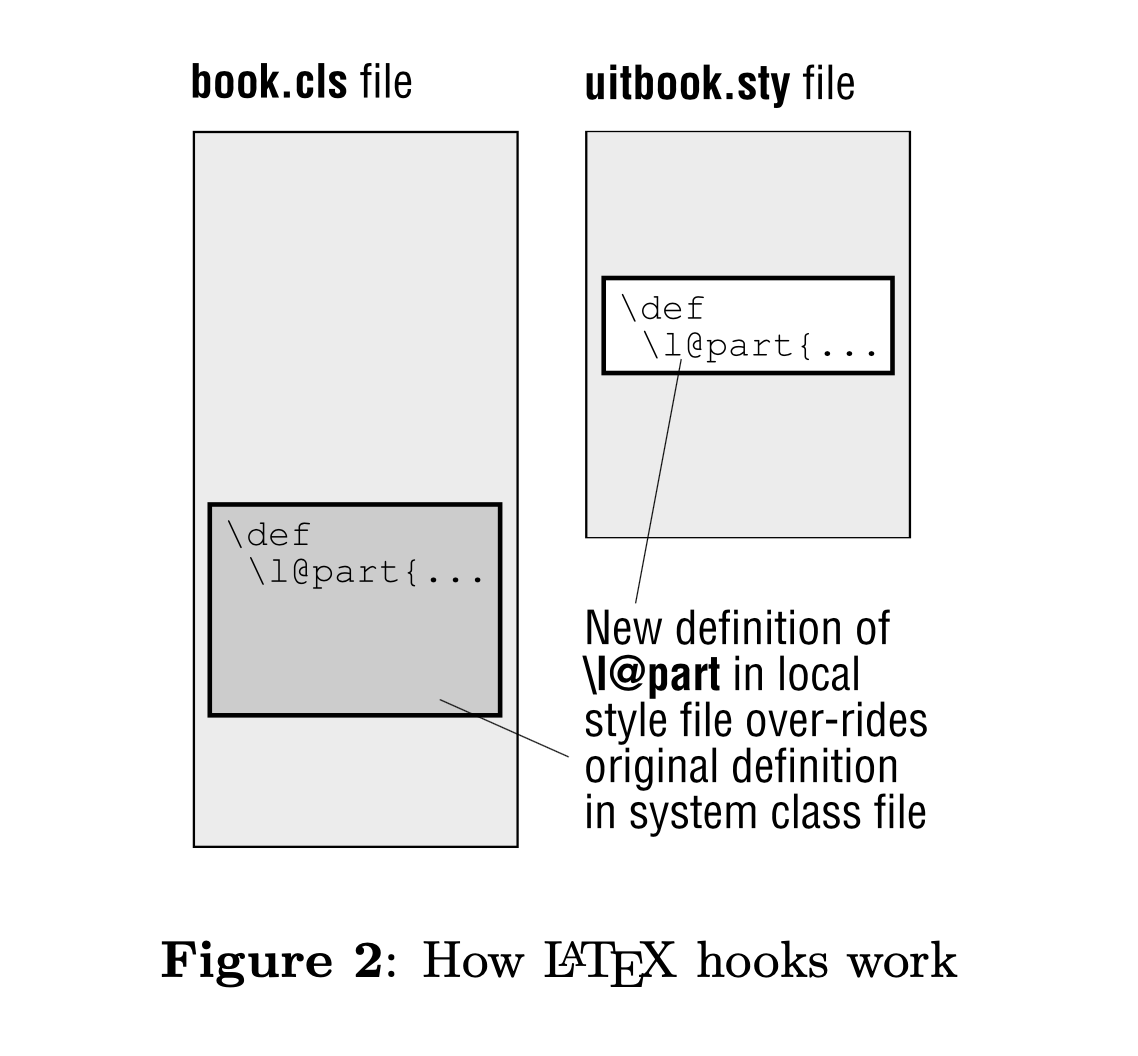 book.cls file
\def
\l@part{...
uitbook.sty file
\def
\l@part{...
New definition of
\l@part in local
style file over-rides
original definition
in system class file
Figure 2: How LATEX hooks work